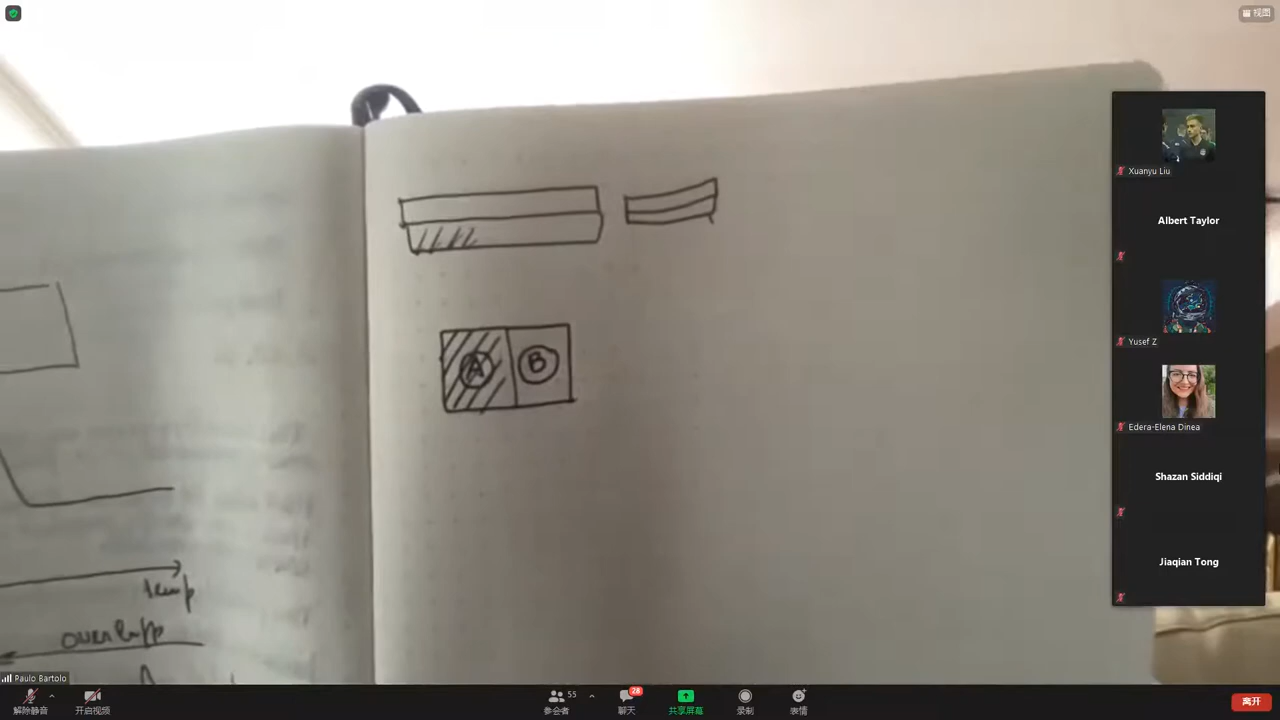 视图
Xuanyu Liu
Albert Taylor
Yusef Z
Edera-Elena Dinea
Shazan Siddiqi
Jiaqian Tong
A
B
temp
overlapp
Paulo Bartolo
解除静音
开启视频
55
参会者
28
聊天
共享屏幕
录制
表情
离开